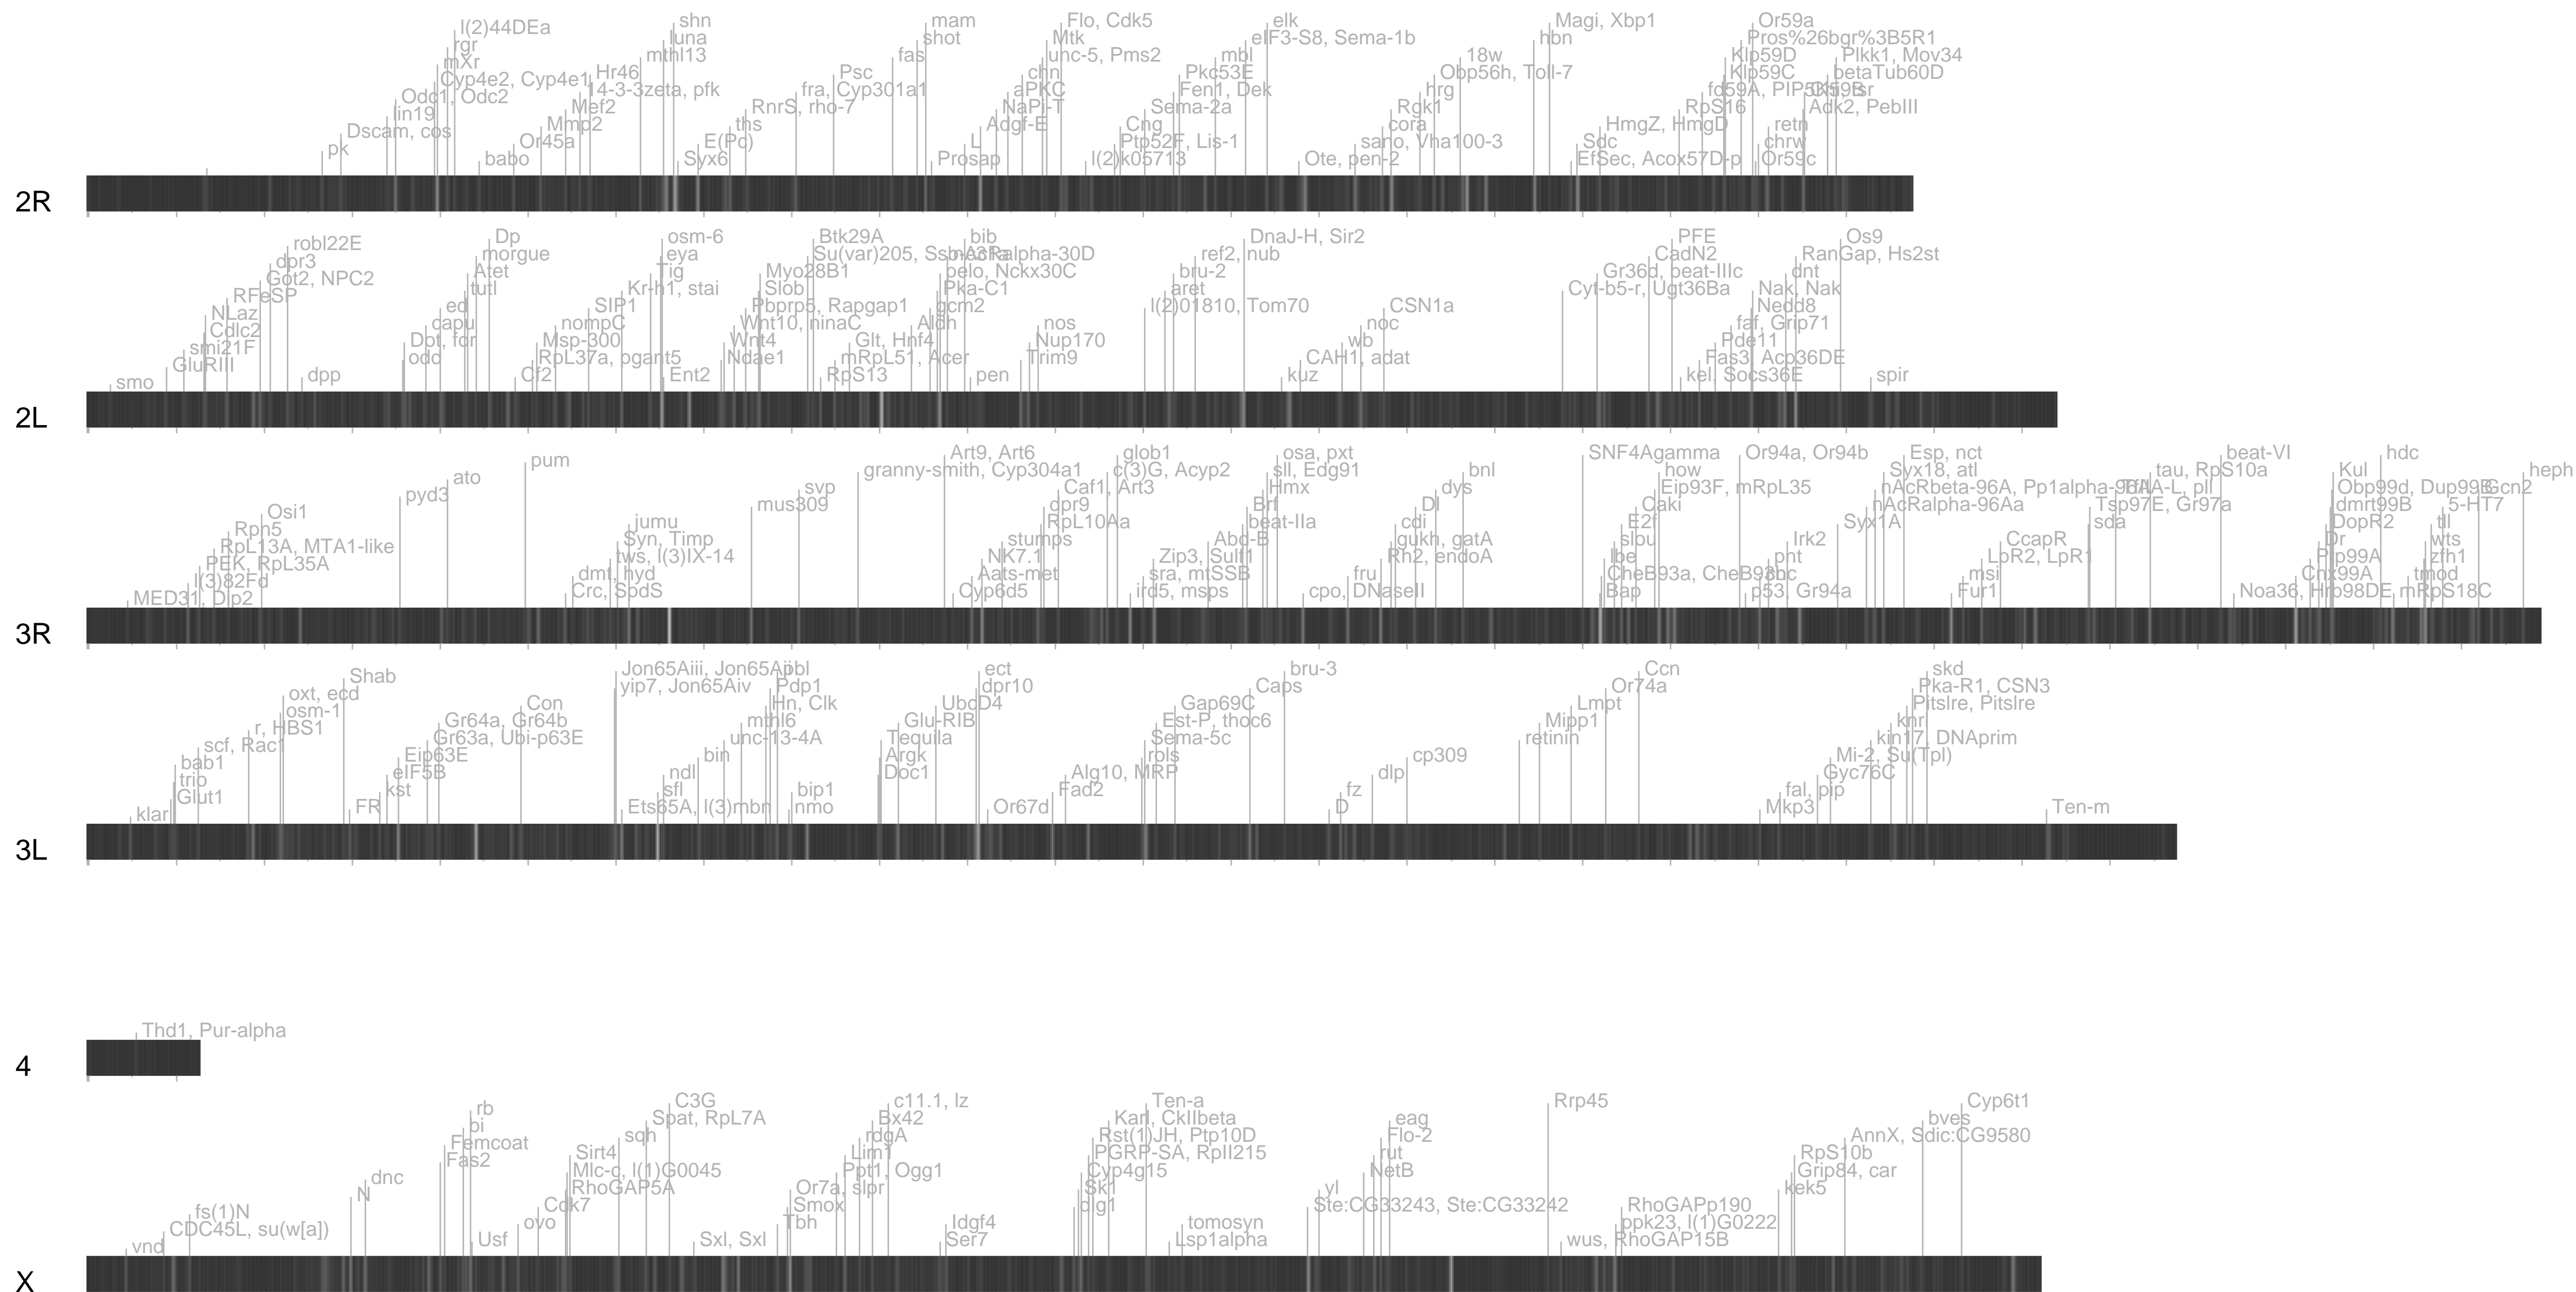 shn
mam
Flo, Cdk5
elk
Magi, Xbp1
Or59a
l(2)44DEa
luna
shot
Mtk
eIF3-S8, Sema-1b
hbn
Pros%26bgr%3B5R1
rgr
mthl13
fas
unc-5, Pms2
mbl
18w
Klp59D
Plkk1, Mov34
mXr
Hr46
Psc
chn
Pkc53E
Obp56h, Toll-7
Klp59C
betaTub60D
Cyp4e2, Cyp4e1
14-3-3zeta, pfk
fra, Cyp301a1
aPKC
Fen1, Dek
hrg
Odc1, Odc2
Mef2
RnrS, rho-7
NaPi-T
Sema-2a
Rgk1
RpS16
Adk2, PebIII
lin19
Mmp2
ths
Adgf-E
Cng
cora
HmgZ, HmgD
retn
Dscam, cos
Or45a
E(Pc)
L
Ptp52F, Lis-1
sano, Vha100-3
Sdc
chrw
pk
babo
Syx6
Prosap
l(2)k05713
Ote, pen-2
EfSec, Acox57D-p
Or59c
2R
robl22E
Dp
osm-6
Btk29A
bib
DnaJ-H, Sir2
PFE
Os9
dpr3
morgue
eya
ref2, nub
CadN2
RanGap, Hs2st
Got2, NPC2
Atet
Tig
Myo28B1
pelo, Nckx30C
bru-2
Gr36d, beat-IIIc
dnt
RFeSP
tutl
Kr-h1, stai
Slob
Pka-C1
aret
Cyt-b5-r, Ugt36Ba
Nak, Nak
NLaz
ed
SIP1
Pbprp5, Rapgap1
gcm2
l(2)01810, Tom70
CSN1a
Nedd8
Cdlc2
capu
nompC
Wnt10, ninaC
Aldh
nos
noc
faf, Grip71
smi21F
Dot, for
Msp-300
Wnt4
Glt, Hnf4
Nup170
wb
Pde11
GluRIII
odd
RpL37a, pgant5
Ndae1
mRpL51, Acer
Trim9
CAH1, adat
Fas3, Acp36DE
smo
dpp
Cf2
Ent2
RpS13
pen
kuz
kel, Socs36E
spir
2L
Art9, Art6
glob1
osa, pxt
SNF4Agamma
Or94a, Or94b
Esp, nct
beat-VI
hdc
pum
granny-smith, Cyp304a1
c(3)G, Acyp2
sll, Edg91
bnl
how
Syx18, atl
tau, RpS10a
Kul
heph
ato
svp
Caf1, Art3
Hmx
dys
Eip93F, mRpL35
nAcRbeta-96A, Pp1alpha-96A
Obp99d, Dup99B
Gcn2
pyd3
mus309
dpr9
Brf
Dl
Caki
nAcRalpha-96Aa
Tsp97E, Gr97a
dmrt99B
5-HT7
Osi1
jumu
RpL10Aa
beat-IIa
cdi
E2f
Syx1A
sda
DopR2
tll
Rpn5
Syn, Timp
stumps
Abd-B
gukh, gatA
slou
Irk2
CcapR
Dr
wts
RpL13A, MTA1-like
tws, l(3)IX-14
NK7.1
Zip3, Sulf1
Rh2, endoA
lbe
pnt
LpR2, LpR1
Ptp99A
zfh1
PEK, RpL35A
dmt, hyd
Aats-met
sra, mtSSB
fru
CheB93a, CheB93b
msi
Cnx99A
tmod
l(3)82Fd
Crc, SpdS
Cyp6d5
ird5, msps
cpo, DNaseII
Bap
p53, Gr94a
Fur1
Noa36, Hrb98DE
mRpS18C
MED31, Dip2
3R
Jon65Aiii, Jon65Aii
pbl
ect
bru-3
Ccn
skd
Shab
yip7, Jon65Aiv
Pdp1
dpr10
Caps
Or74a
Pka-R1, CSN3
oxt, ecd
Con
Hn, Clk
UbcD4
Gap69C
Lmpt
Pitslre, Pitslre
osm-1
Gr64a, Gr64b
mthl6
Glu-RIB
Est-P, thoc6
Mipp1
knrl
r, HBS1
Gr63a, Ubi-p63E
unc-13-4A
Tequila
Sema-5c
retinin
kin17, DNAprim
scf, Rac1
Eip63E
bin
Argk
rols
cp309
Mi-2, Su(Tpl)
bab1
eIF5B
ndl
Doc1
Alg10, MRP
dlp
Gyc76C
trio
kst
sfl
bip1
Fad2
fz
fal, pip
Glut1
FR
Ets65A, l(3)mbn
nmo
Or67d
D
Mkp3
Ten-m
klar
3L
Thd1, Pur-alpha
4
C3G
c11.1, lz
Ten-a
Rrp45
Cyp6t1
rb
Spat, RpL7A
Bx42
Karl, CkIIbeta
eag
bves
bi
sqh
rdgA
Rst(1)JH, Ptp10D
Flo-2
AnnX, Sdic:CG9580
Femcoat
Sirt4
Lim1
PGRP-SA, RpII215
rut
RpS10b
Fas2
Mlc-c, l(1)G0045
Ppt1, Ogg1
Cyp4g15
NetB
Grip84, car
dnc
RhoGAP5A
Or7a, slpr
Sk1
yl
kek5
N
Cdk7
Smox
dlg1
Ste:CG33243, Ste:CG33242
RhoGAPp190
fs(1)N
ovo
Tbh
Idgf4
tomosyn
ppk23, l(1)G0222
CDC45L, su(w[a])
Usf
Sxl, Sxl
Ser7
Lsp1alpha
wus, RhoGAP15B
vnd
X